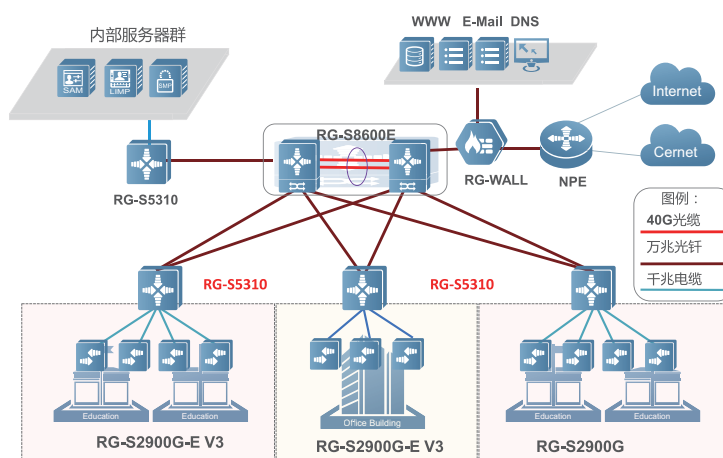 WWW E-Mail DNS
内部服务器群
SAM
LIMP
SMP
Internet
RG-S8600E
Cernet
RG-S5310
RG-WALL
NPE
图例：
40G光缆
万兆光钎
千兆电缆
RG-S5310
RG-S5310
Education
Education
Office Building
Education
Education
RG-S2900G-E V3
RG-S2900G-E V3
RG-S2900G